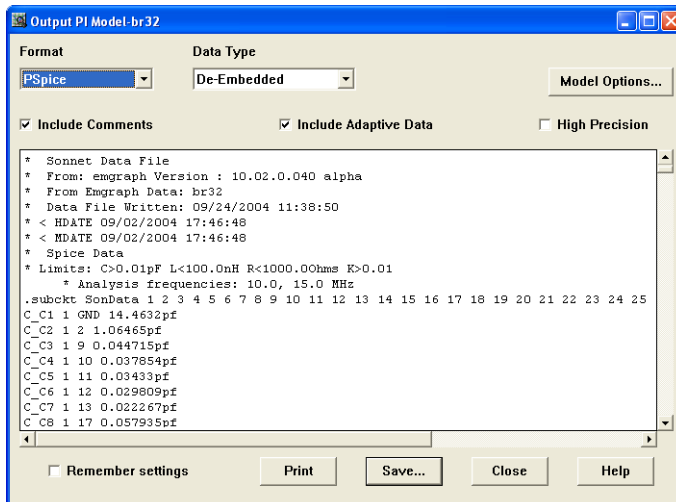 Output PI Model-br32
Format Data Type
PSpice De-Embedded Model Options...
Include Comments Include Adaptive Data High Precision
* Sonnet Data File
* From: emgraph Version : 10.02.0.040 alpha
* From Emgraph Data: br32
* Data File Written: 09/24/2004 11:38:50
* < HDATE 09/02/2004 17:46:48
* < MDATE 09/02/2004 17:46:48
* Spice Data
* Limits: C>0.01pF L<100.0nH R<1000.0Ohms K>0.01
* Analysis frequencies: 10.0, 15.0 MHz
.subckt SonData 1 2 3 4 5 6 7 8 9 10 11 12 13 14 15 16 17 18 19 20 21 22 23 24 25
C_C1 1 GND 14.4632pf
C_C2 1 2 1.06465pf
C_C3 1 9 0.044715pf
C_C4 1 10 0.037854pf
C_C5 1 11 0.03433pf
C_C6 1 12 0.029809pf
C_C7 1 13 0.022267pf
C_C8 1 17 0.057935pf
Remember settings Print Save... Close Help